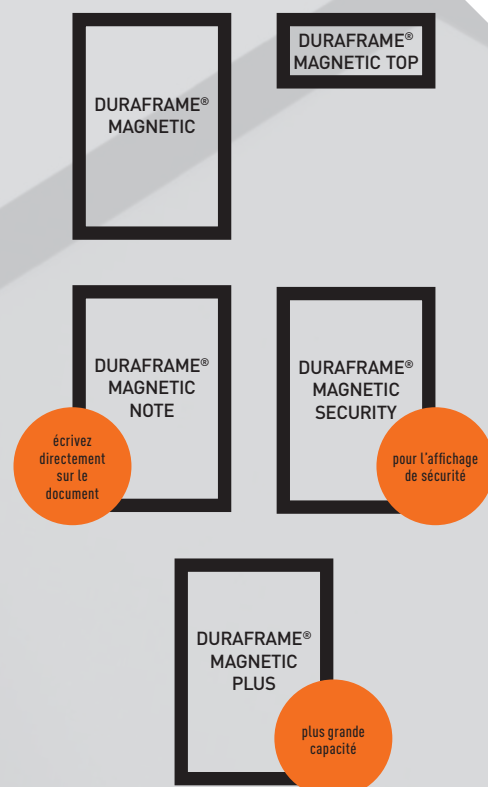 DURAFRAME®
MAGNETIC
DURAFRAME®
MAGNETIC TOP
DURAFRAME®
MAGNETIC
NOTE
écrivez
directement
sur le
document
DURAFRAME®
MAGNETIC
SECURITY
pour l'affichage
de sécurité
DURAFRAME®
MAGNETIC
PLUS
plus grande
capacité